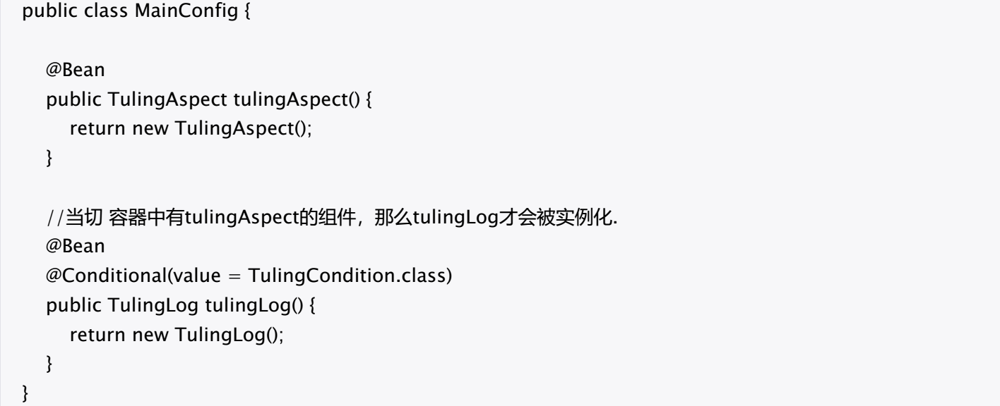 public class MainConfig {
@Bean
public TulingAspect tulingAspect() {
return new TulingAspect();
}
//当切 容器中有tulingAspect的组件，那么tulingLog才会被实例化.
@Bean
@Conditional(value = TulingCondition.class)
public TulingLog tulingLog() {
return new TulingLog();
}
}